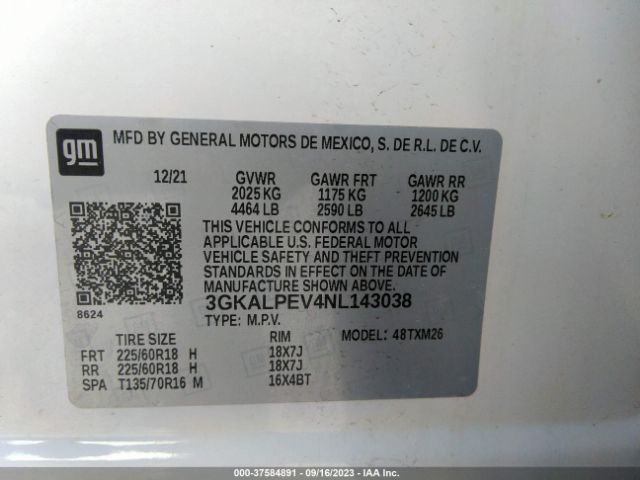 gm
MFD BY GENERAL MOTORS DE MEXICO, S. DE R.L. DE C.V.
12/21 GVWR GAWR FRT GAWR RR
2025 KG 1175 KG 1200 KG
4464 LB 2590 LB 2645 LB
THIS VEHICLE CONFORMS TO ALL
APPLICABLE U.S. FEDERAL MOTOR
VEHICLE SAFETY AND THEFT PREVENTION
STANDARDS IN EFFECT ON THE DATE OF
MANUFACTURE SHOWN ABOVE.
3GKALPEV4NL143038
8624
TYPE: M.P.V. MODEL: 48TXM26
TIRE SIZE RIM
FRT 225/60R18 H 18X7J
RR 225/60R18 H 18X7J
SPA T135/70R16 M 16X4BT
000-37584891 - 09/16/2023 - IAAI.com